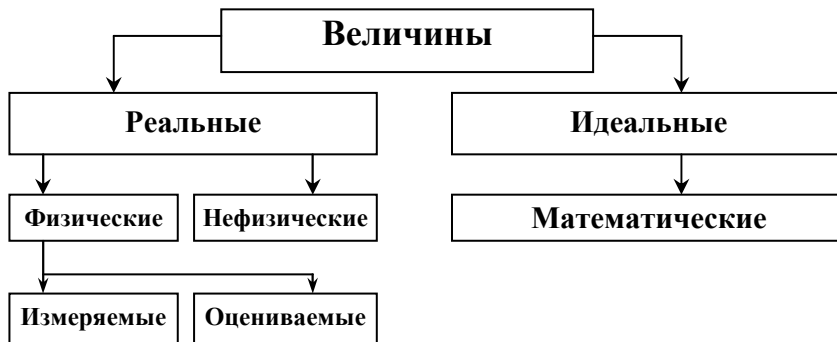 Величины
Реальные
Идеальные
Физические
Нефизические
Математические
Измеряемые
Оцениваемые